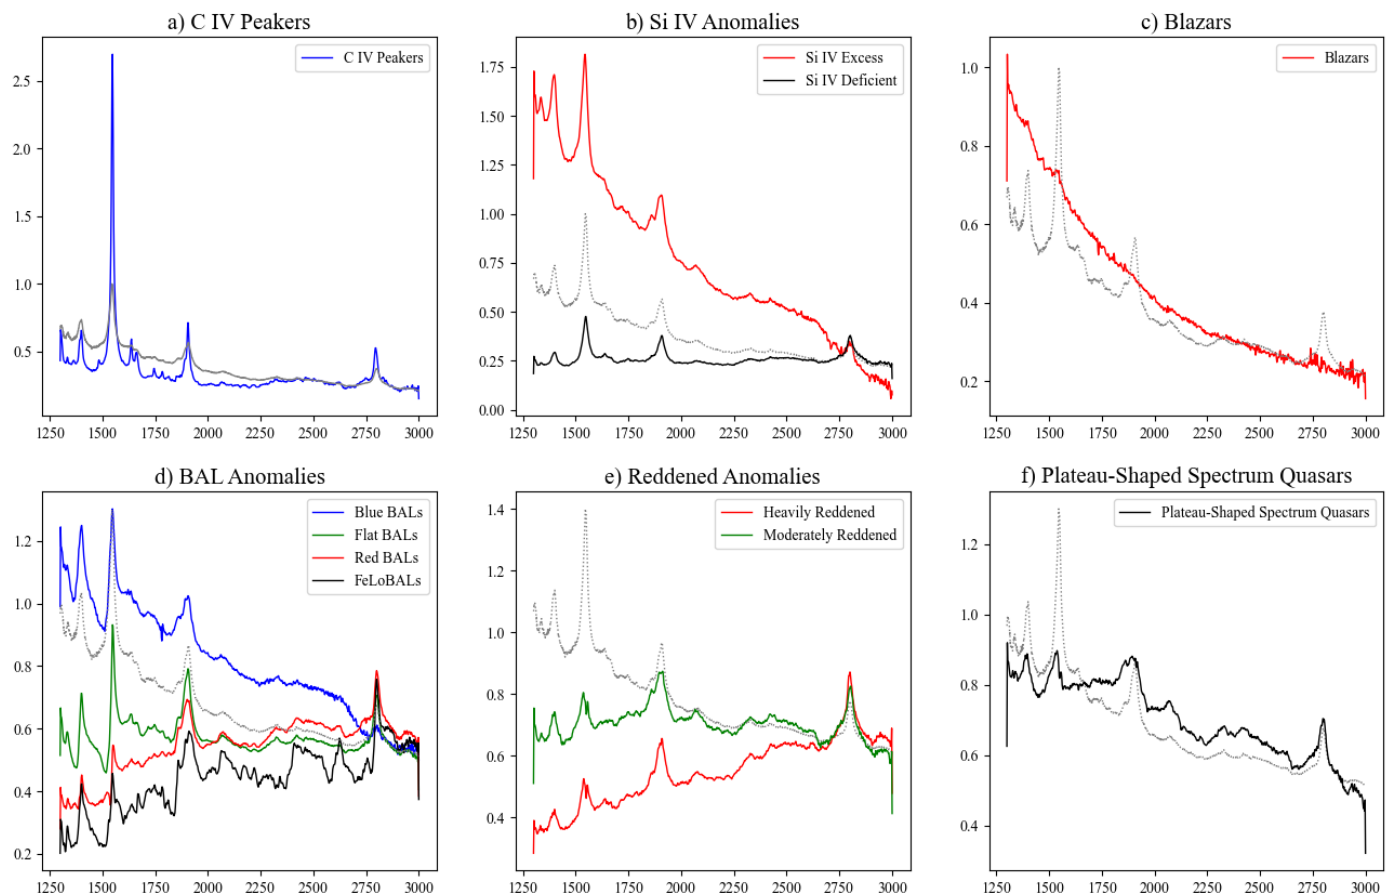 a) C IV Peakers
C IV Peakers
2.5
2.0
1.5
1.0
0.5
1250 1500 1750 2000 2250 2500 2750 3000
b) Si IV Anomalies
Si IV Excess
Si IV Deficient
1.75
1.50
1.25
1.00
0.75
0.50
0.25
0.00
1250 1500 1750 2000 2250 2500 2750 3000
c) Blazars
Blazars
1.0
0.8
0.6
0.4
0.2
1250 1500 1750 2000 2250 2500 2750 3000
d) BAL Anomalies
Blue BALs
Flat BALs
Red BALs
FeLoBALs
1.2
1.0
0.8
0.6
0.4
0.2
1250 1500 1750 2000 2250 2500 2750 3000
e) Reddened Anomalies
Heavily Reddened
Moderately Reddened
1.4
1.2
1.0
0.8
0.6
0.4
1250 1500 1750 2000 2250 2500 2750 3000
f) Plateau-Shaped Spectrum Quasars
Plateau-Shaped Spectrum Quasars
1.2
1.0
0.8
0.6
0.4
1250 1500 1750 2000 2250 2500 2750 3000